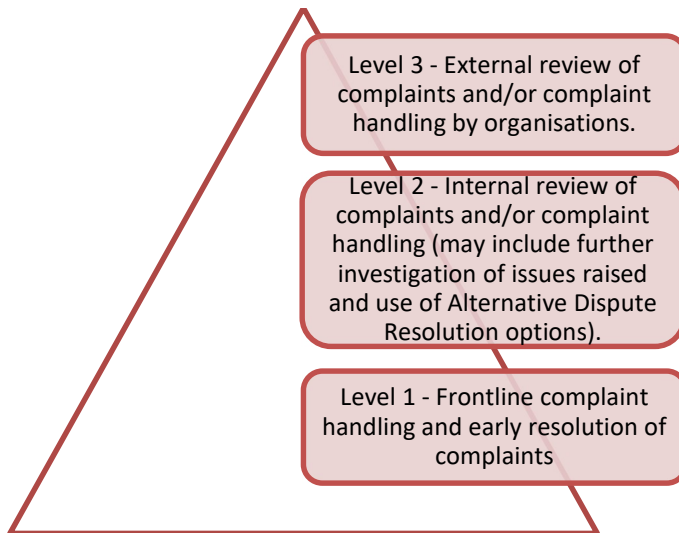 Level 3 - External review of
complaints and/or complaint
handling by organisations.
Level 2 - Internal review of
complaints and/or complaint
handling (may include further
investigation of issues raised
and use of Alternative Dispute
Resolution options).
Level 1 - Frontline complaint
handling and early resolution of
complaints